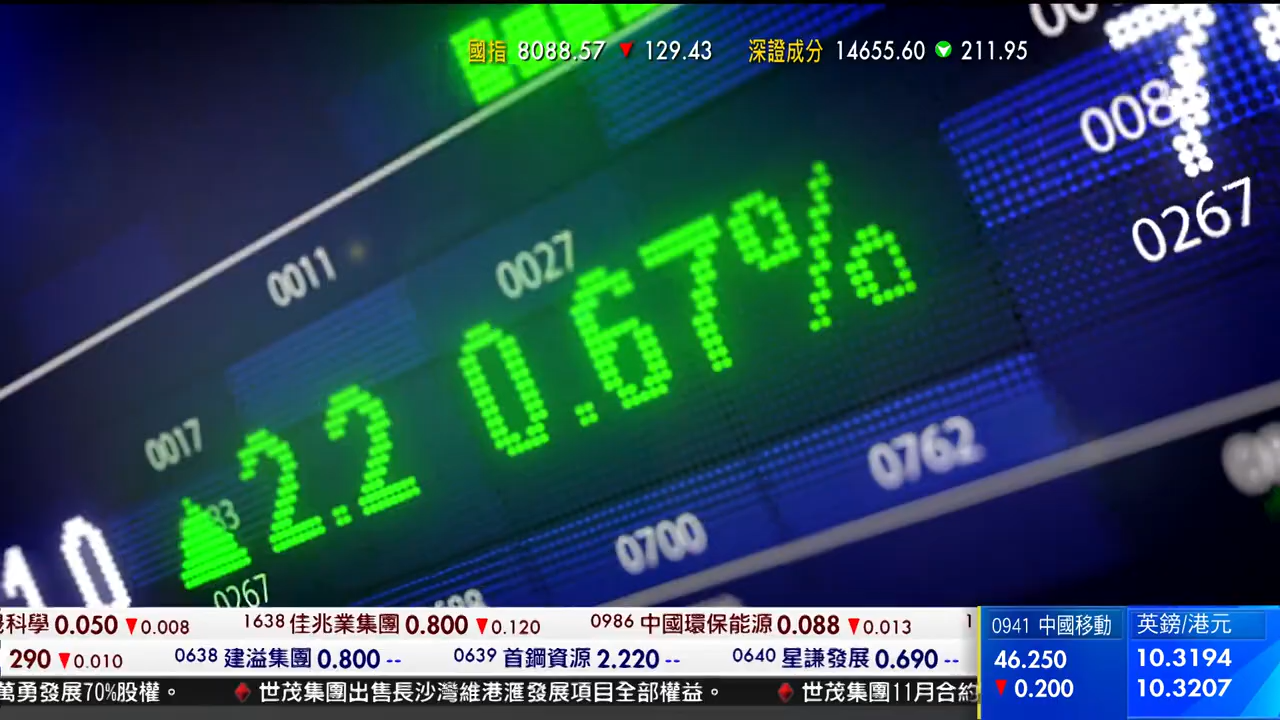 國指 8088.57 ▼ 129.43 深證成分 14655.60 211.95
008
0267
0011
0027
0.67%
0017
▲2.2
0762
10
0700
0267
科學 0.050 ▼0.008 1638 佳兆業集團 0.800 ▼0.120 0986 中國環保能源 0.088 ▼0.013 1
290 ▼0.010 0638 建溢集團 0.800 -- 0639 首鋼資源 2.220 -- 0640 星謙發展 0.690 --
萬勇發展70%股權。 ◆ 世茂集團出售長沙灣維港滙發展項目全部權益。 ◆ 世茂集團11月合約
0941 中國移動
46.250
▼ 0.200
英鎊/港元
10.3194
10.3207